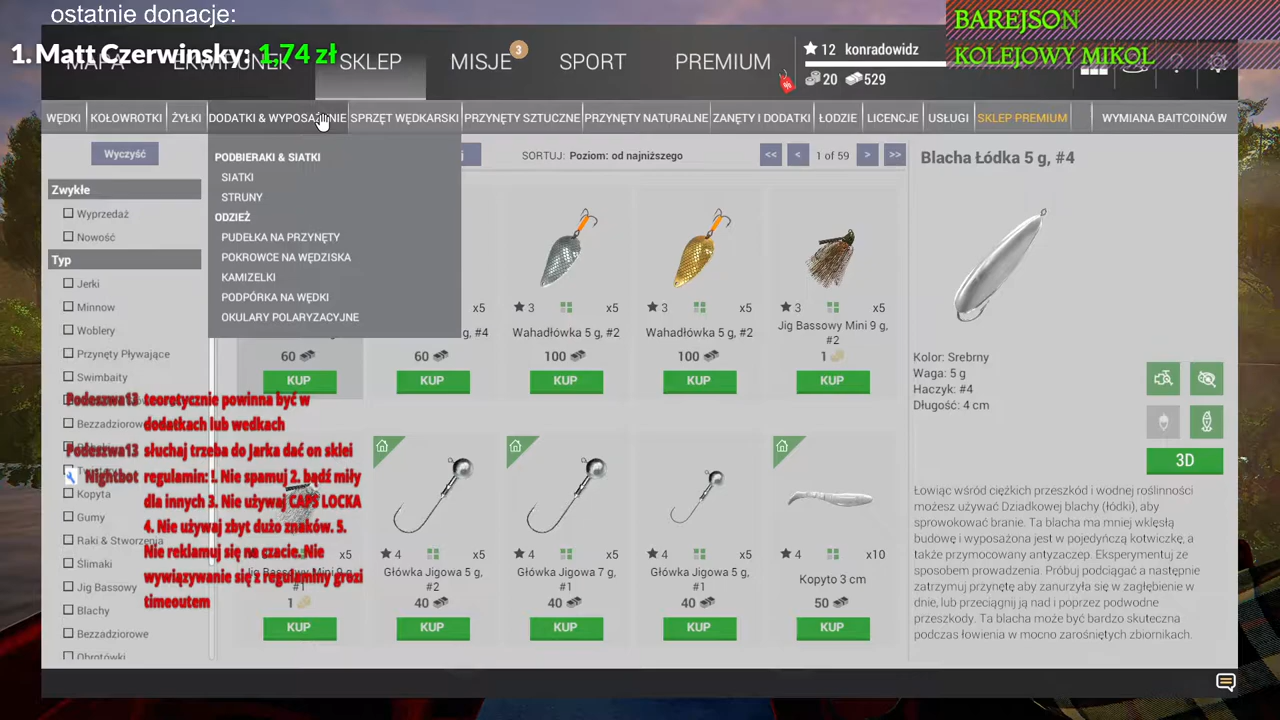 ostatnie donacje:
1. Matt Czerwinsky: 1,74 zł
BAREJSON
KOLEJOWY MIKOL
MAPA EKWIPUNEK SKLEP MISJE 3 SPORT PREMIUM
12 konradowidz
20 529
WĘDKI KOŁOWROTKI ŻYŁKI DODATKI & WYPOSAŻENIE SPRZĘT WĘDKARSKI PRZYNĘTY SZTUCZNE PRZYNĘTY NATURALNE ZANĘTY I DODATKI ŁODZIE LICENCJE USŁUGI SKLEP PREMIUM WYMIANA BAITCOINÓW
Wyczyść
SORTUJ: Poziom: od najniższego
<< < 1 of 59 > >>
PODBIERAKI & SIATKI
SIATKI
STRUNY
ODZIEŻ
PUDEŁKA NA PRZYNĘTY
POKROWCE NA WĘDZISKA
KAMIZELKI
PODPÓRKA NA WĘDKI
OKULARY POLARYZACYJNE
Zwykłe
Wyprzedaż
Nowość
Typ
Jerki
Minnow
Woblery
Przynęty Pływające
Swimbaity
Bezzadziorowe
Kopyta
Gumy
Raki & Stworzenia
Ślimaki
Jig Bassowy
Blachy
Bezzadziorowe
Obrotówki
3 x5
3 x5
3 x5
g, #4
Wahadłówka 5 g, #2
Wahadłówka 5 g, #2
Jig Bassowy Mini 9 g, #2
60 60 100 100 1
KUP KUP KUP KUP KUP
x5
4 x5
4 x5
4 x5
4 x10
Jig Bassowy Mini 9 g, #1
Główka Jigowa 5 g, #2
Główka Jigowa 7 g, #1
Główka Jigowa 5 g, #1
Kopyto 3 cm
1 40 40 40 50
KUP KUP KUP KUP KUP
Podeszwa13 teoretycznie powinna być w
dodatkach lub wedkach
Podeszwa13 słuchaj trzeba do Jarka dać on sklei
Nightbot regulamin: !. Nie spamuj 2. bądź miły
dla innych 3. Nie używaj CAPS LOCKA
4. Nie używaj zbyt dużo znaków. 5.
Nie reklamuj się na czacie. Nie
wywiązywanie się z regulaminy grozi
timeoutem
Blacha Łódka 5 g, #4
Kolor: Srebrny
Waga: 5 g
Haczyk: #4
Długość: 4 cm
3D
Łowiąc wśród ciężkich przeszkód i wodnej roślinności
możesz używać Dziadkowej blachy (łódki), aby
sprowokować branie. Ta blacha ma mniej wklęsłą
budowę i wyposażona jest w pojedyńczą kotwiczkę, a
także przymocowany antyzaczep. Eksperymentuj ze
sposobem prowadzenia. Próbuj podciągać a następnie
zatrzymuj przynętę aby zanurzyła się w zagłębienie w
dnie, lub przeciągnij ją nad i poprzez podwodne
przeszkody. Ta blacha może być bardzo skuteczna
podczas łowienia w mocno zarośniętych zbiornikach.